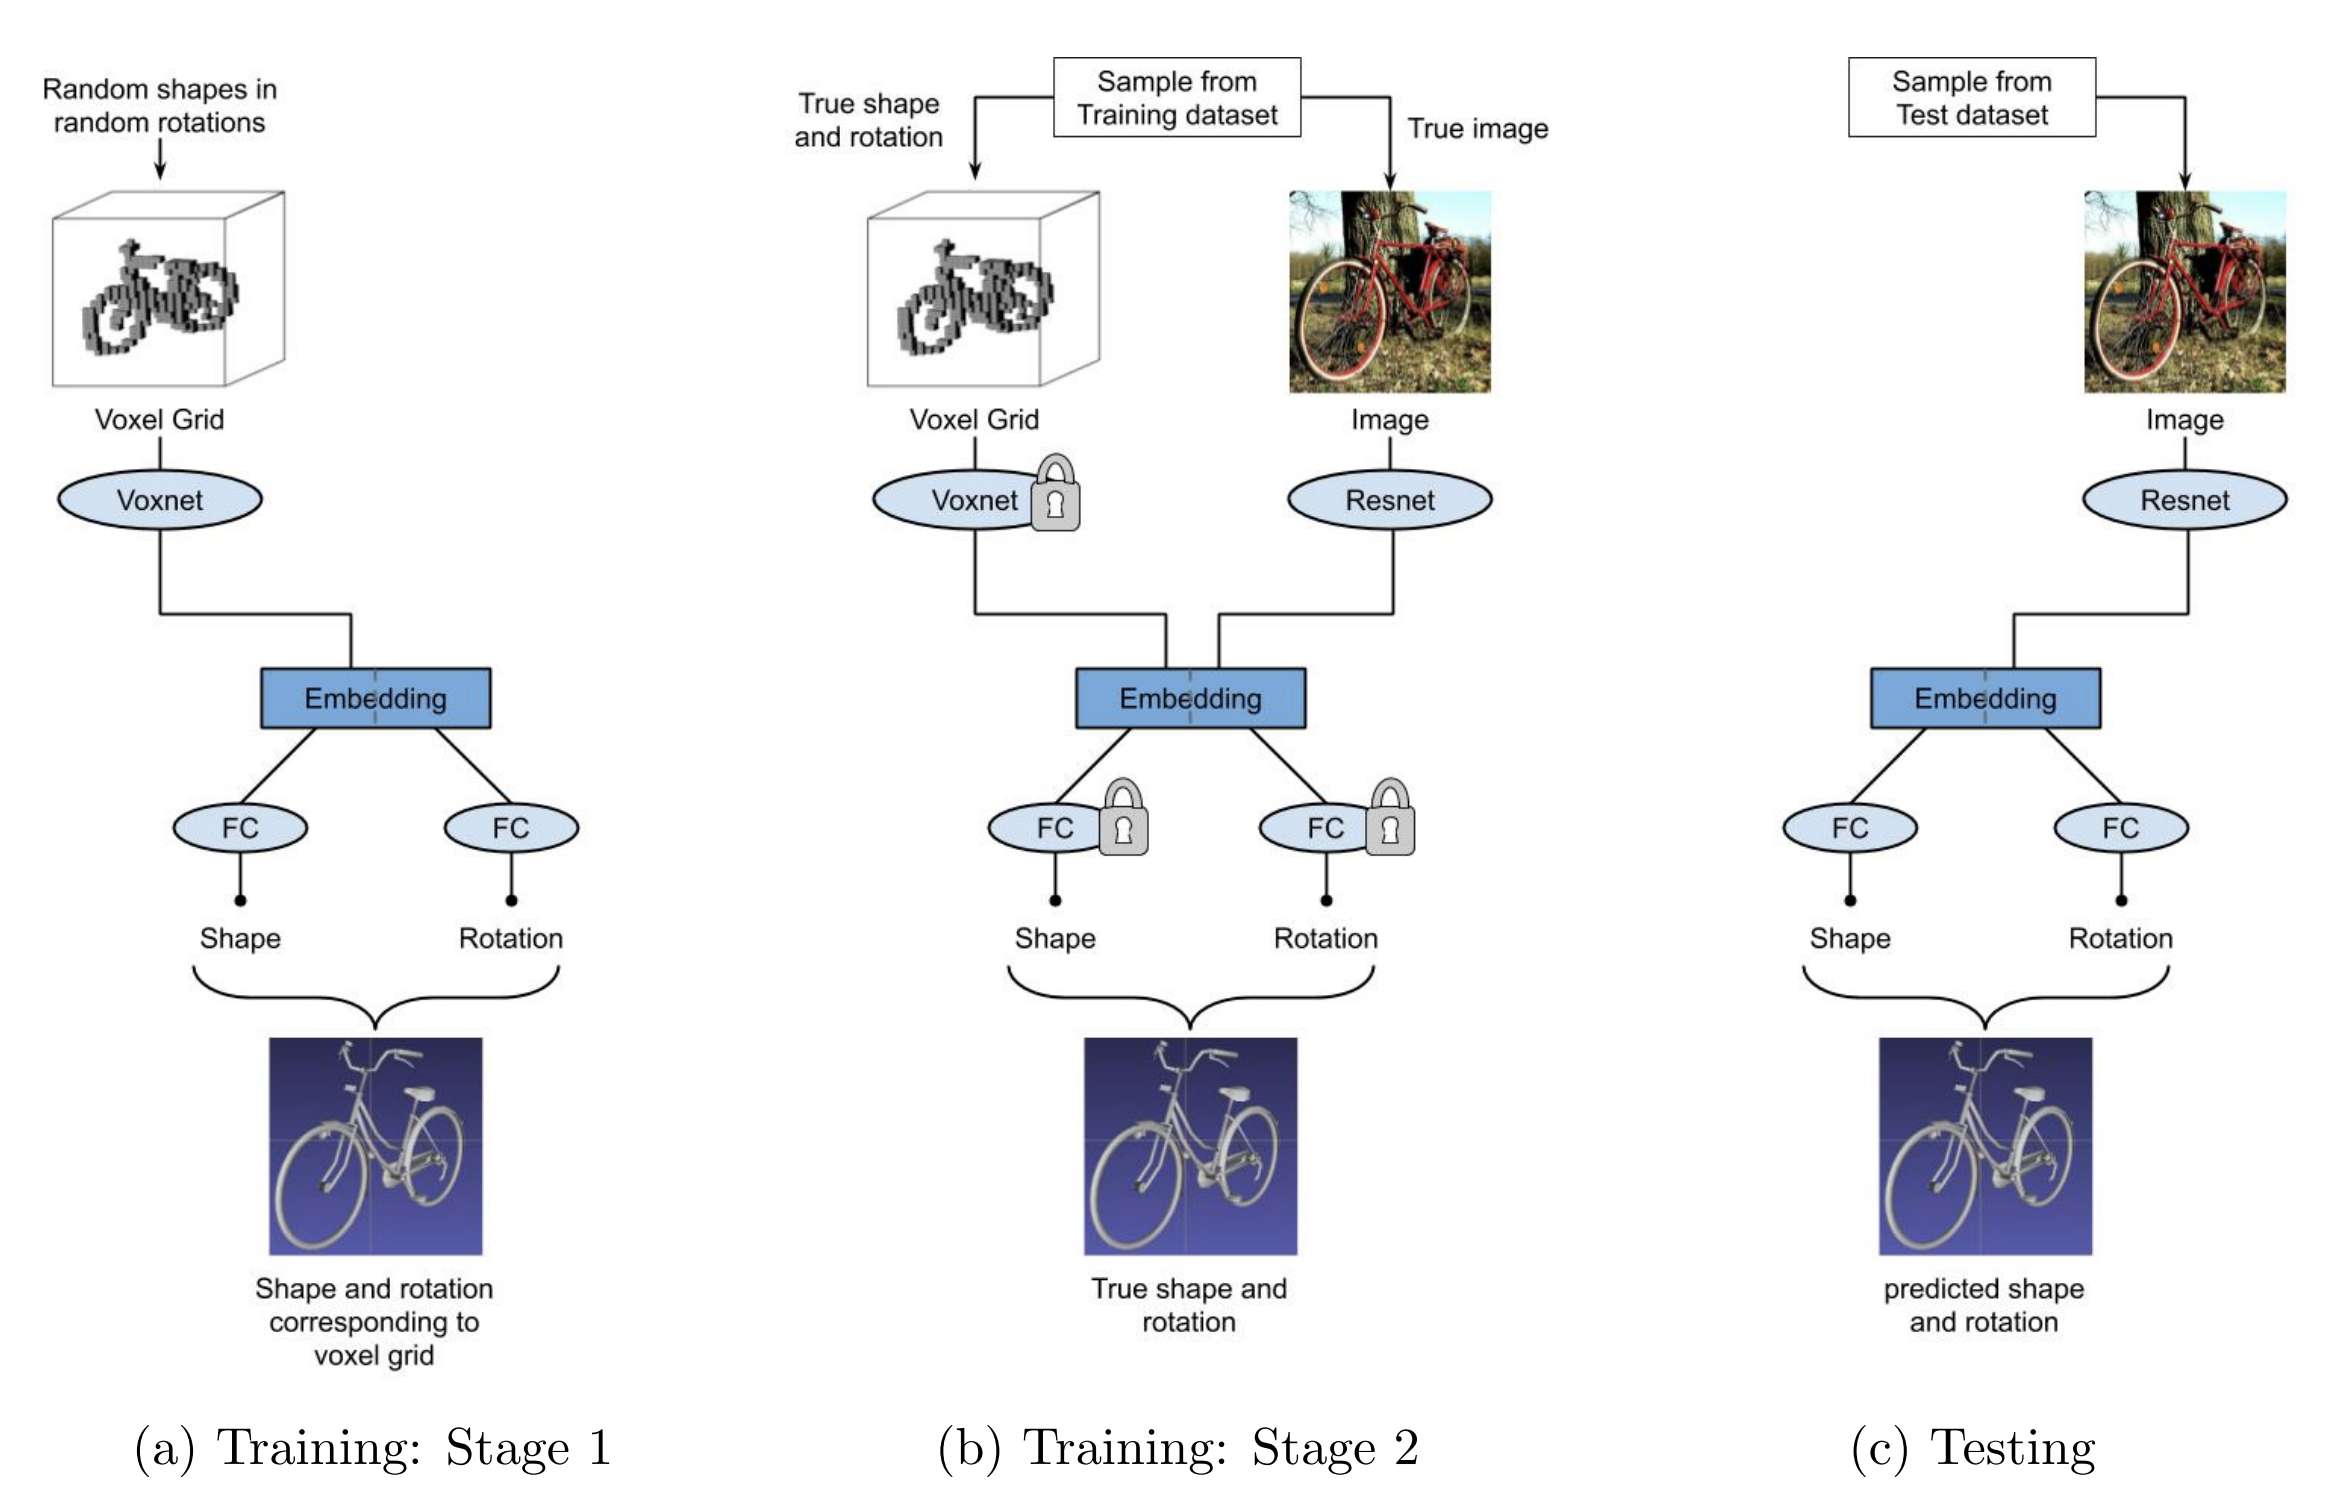 Random shapes in
random rotations
Voxel Grid
Voxnet
Embedding
FC
FC
Shape
Rotation
Shape and rotation
corresponding to
voxel grid
(a) Training: Stage 1
Sample from
Training dataset
True shape
and rotation
True image
Voxel Grid
Image
Voxnet
Resnet
Embedding
FC
FC
Shape
Rotation
True shape and
rotation
(b) Training: Stage 2
Sample from
Test dataset
Image
Resnet
Embedding
FC
FC
Shape
Rotation
predicted shape
and rotation
(c) Testing